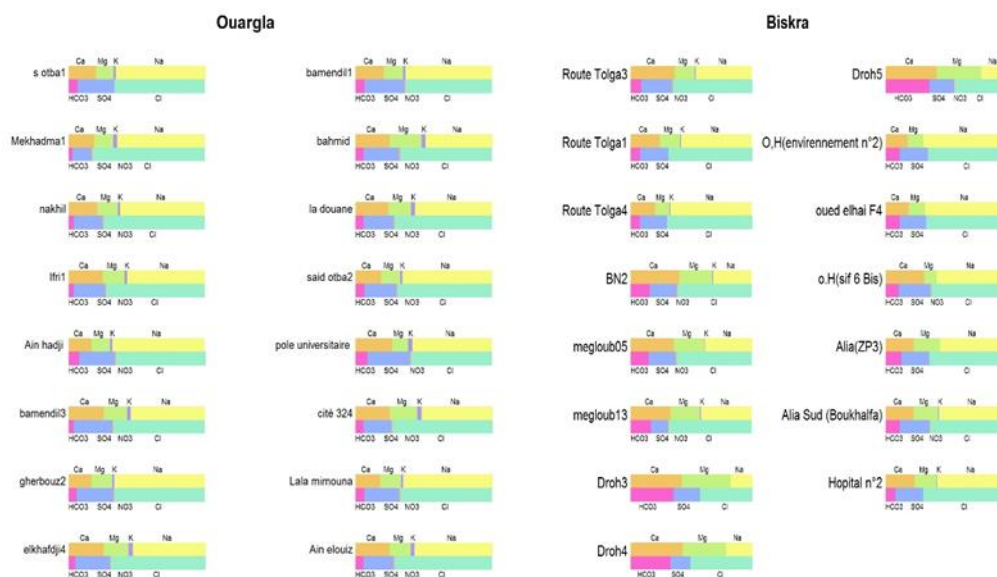 Ouargla
Ca Mg K Na
s otba1
HCO3 SO4 Cl
Ca Mg K Na
Mekhadma1
HCO3 SO4 NO3 Cl
Ca Mg K Na
nakhil
HCO3 SO4 NO3 Cl
Ca Mg K Na
Ifri1
HCO3 SO4 NO3 Cl
Ca Mg K Na
Ain hadji
HCO3 SO4 NO3 Cl
Ca Mg K Na
bamendil3
HCO3 SO4 NO3 Cl
Ca Mg K Na
gherbouz2
HCO3 SO4 NO3 Cl
Ca Mg K Na
elkhafdji4
HCO3 SO4 NO3 Cl
Ca Mg K Na
bamendil1
HCO3 SO4 NO3 Cl
Ca Mg K Na
bahmid
HCO3 SO4 NO3 Cl
Ca Mg K Na
la douane
HCO3 SO4 NO3 Cl
Ca Mg K Na
said otba2
HCO3 SO4 NO3 Cl
Ca Mg K Na
pole universitaire
HCO3 SO4 NO3 Cl
Ca Mg K Na
cité 324
HCO3 SO4 NO3 Cl
Ca Mg K Na
Lala mimouna
HCO3 SO4 NO3 Cl
Ca Mg K Na
Ain elouiz
HCO3 SO4 NO3 Cl
Biskra
Ca Mg K Na
Route Tolga3
HCO3 SO4 NO3 Cl
Ca Mg K Na
Route Tolga1
HCO3 SO4 Cl
Ca Mg K Na
Route Tolga4
HCO3 SO4 Cl
Ca Mg K Na
BN2
HCO3 SO4 NO3 Cl
Ca Mg K Na
megloub05
HCO3 SO4 NO3 Cl
Ca Mg K Na
megloub13
HCO3 SO4 Cl
Ca Mg Na
Droh3
HCO3 SO4 Cl
Ca Mg Na
Droh4
HCO3 SO4 Cl
Ca Mg Na
Droh5
HCO3 SO4 NO3 Cl
Ca Mg Na
O,H(envirennement n°2)
HCO3 SO4 Cl
Ca Mg Na
oued elhai F4
HCO3 SO4 Cl
Ca Mg Na
o.H(sif 6 Bis)
HCO3 SO4 NO3 Cl
Ca Mg Na
Alia(ZP3)
HCO3 SO4 Cl
Ca Mg K Na
Alia Sud (Boukhalfa)
HCO3 SO4 NO3 Cl
Ca Mg K Na
Hopital n°2
HCO3 SO4 Cl